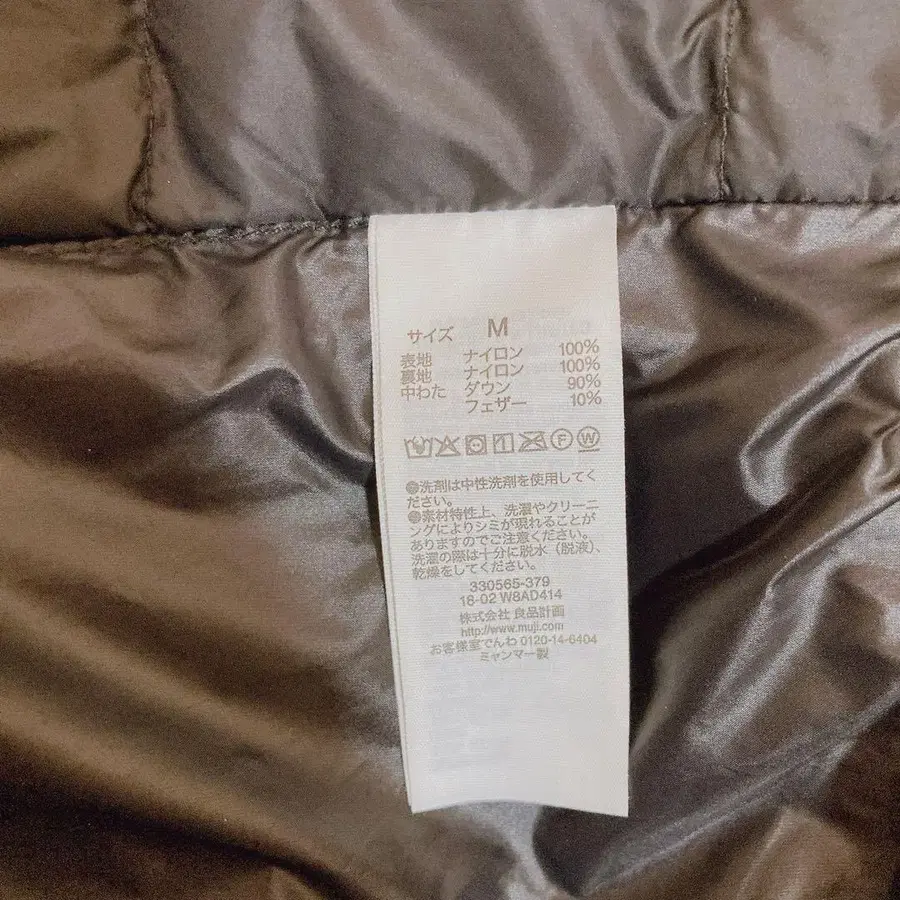 サイズ M
表地 ナイロン 100%
裏地 ナイロン 100%
中わた ダウン 90%
フェザー 10%
F W
●洗剤は中性洗剤を使用してく
ださい。
●素材特性上、洗濯やクリーニ
ングによりシミが現れることが
ありますのでご注意ください。
洗濯の際は十分に脱水（脱液）、
乾燥をしてください。
330565-379
18-02 W8AD414
株式会社 良品計画
http://www.muji.com
お客様室でんわ 0120-14-6404
ミャンマー製